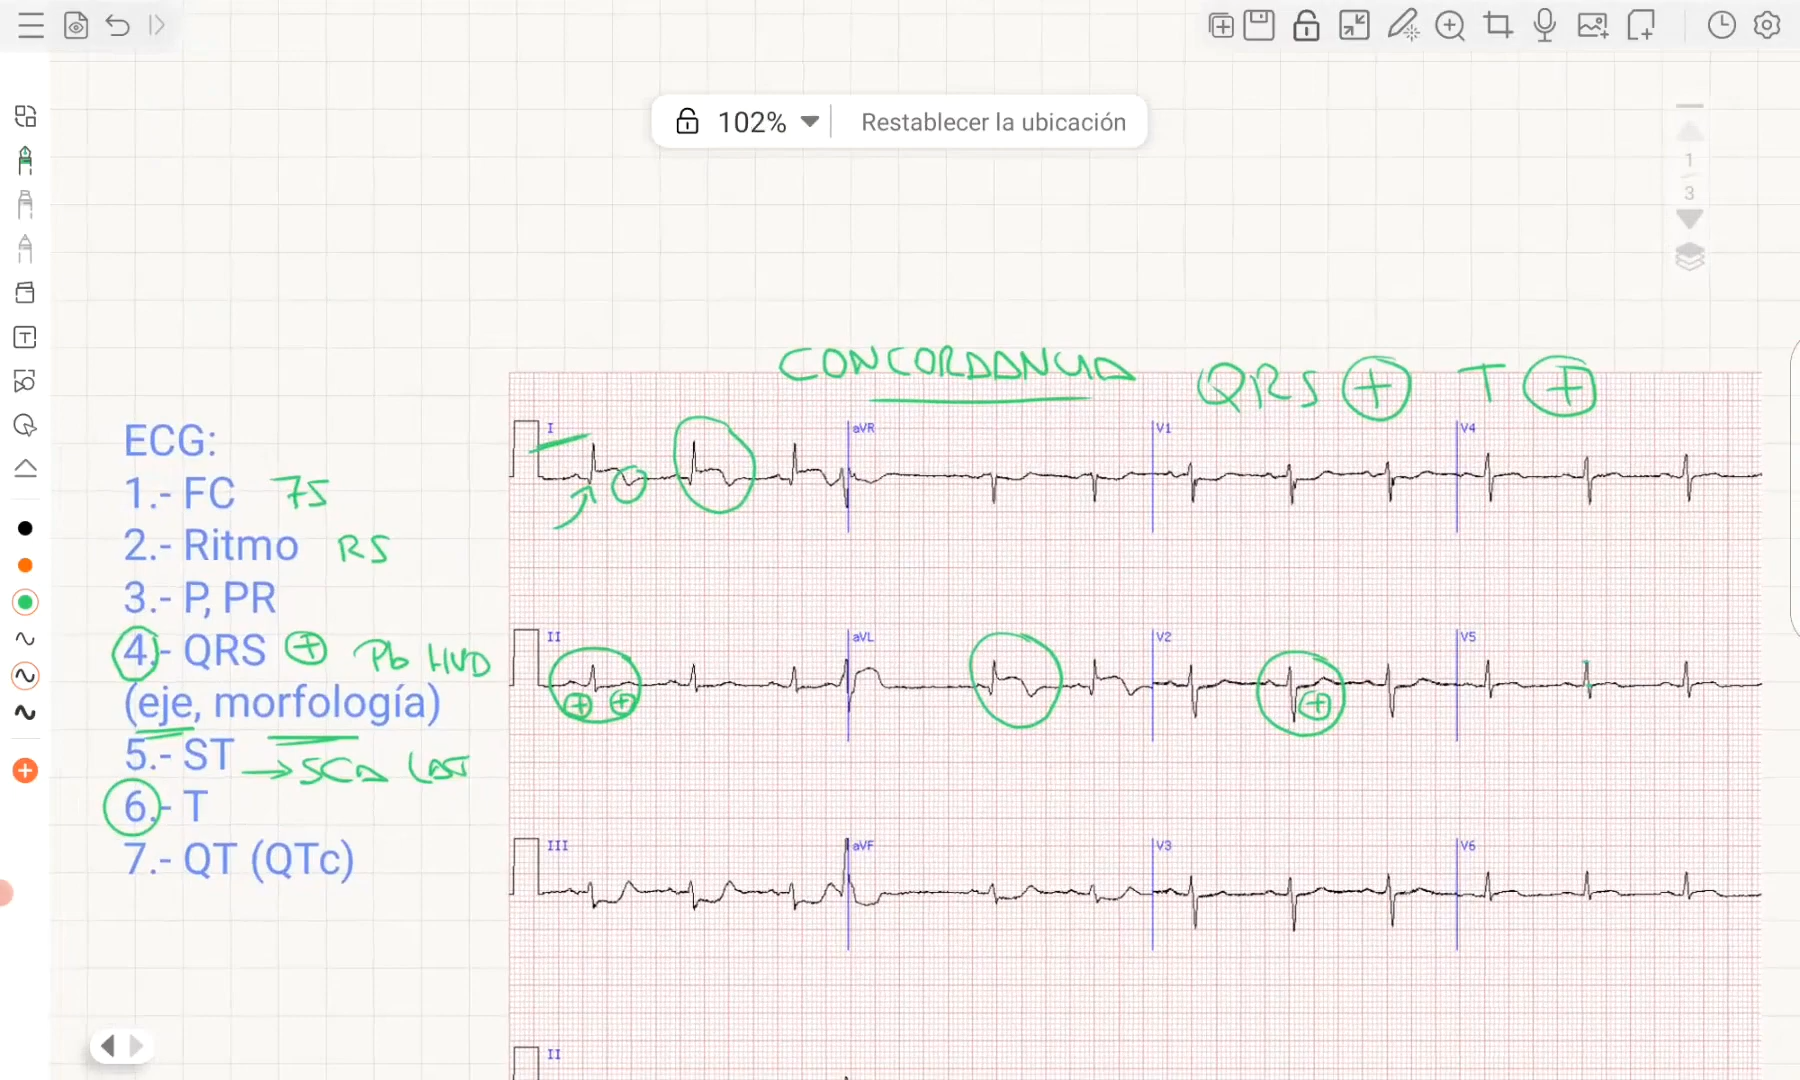 102% Restablecer la ubicación
1
3
CONCORDANCIA QRS + T +
I aVR V1 V4
ECG:
1.- FC 75
2.- Ritmo RS
3.- P, PR
4.- QRS + Pb HVD
(eje, morfología)
5.- ST → SCA
6.- T
7.- QT (QTc)
II aVL V2 V5
+ + +
III aVF V3 V6
II